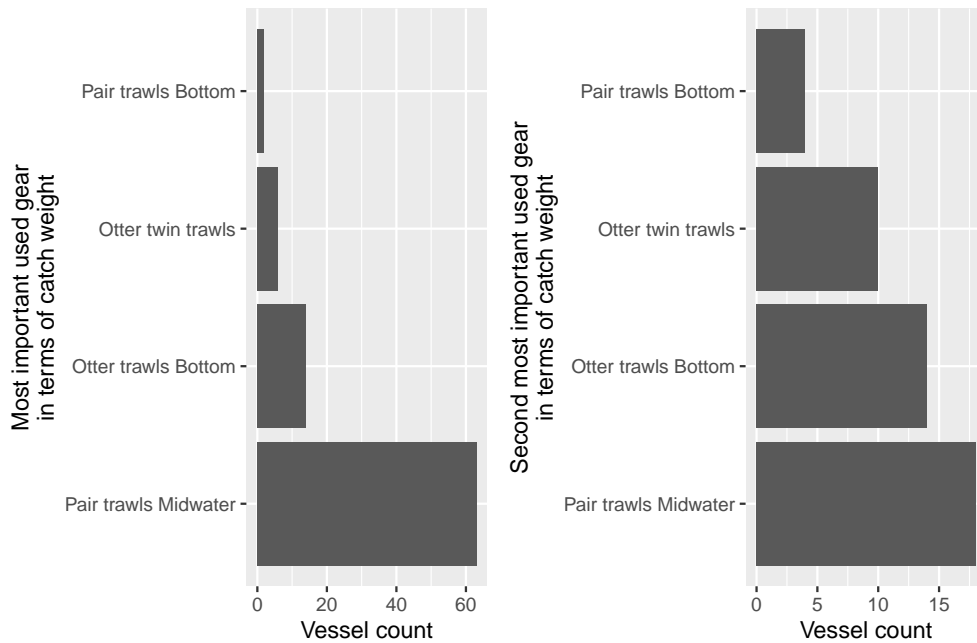 Most important used gear
in terms of catch weight
Pair trawls Bottom
Otter twin trawls
Otter trawls Bottom
Pair trawls Midwater
0 20 40 60
Vessel count
Second most important used gear
in terms of catch weight
Pair trawls Bottom
Otter twin trawls
Otter trawls Bottom
Pair trawls Midwater
0 5 10 15
Vessel count